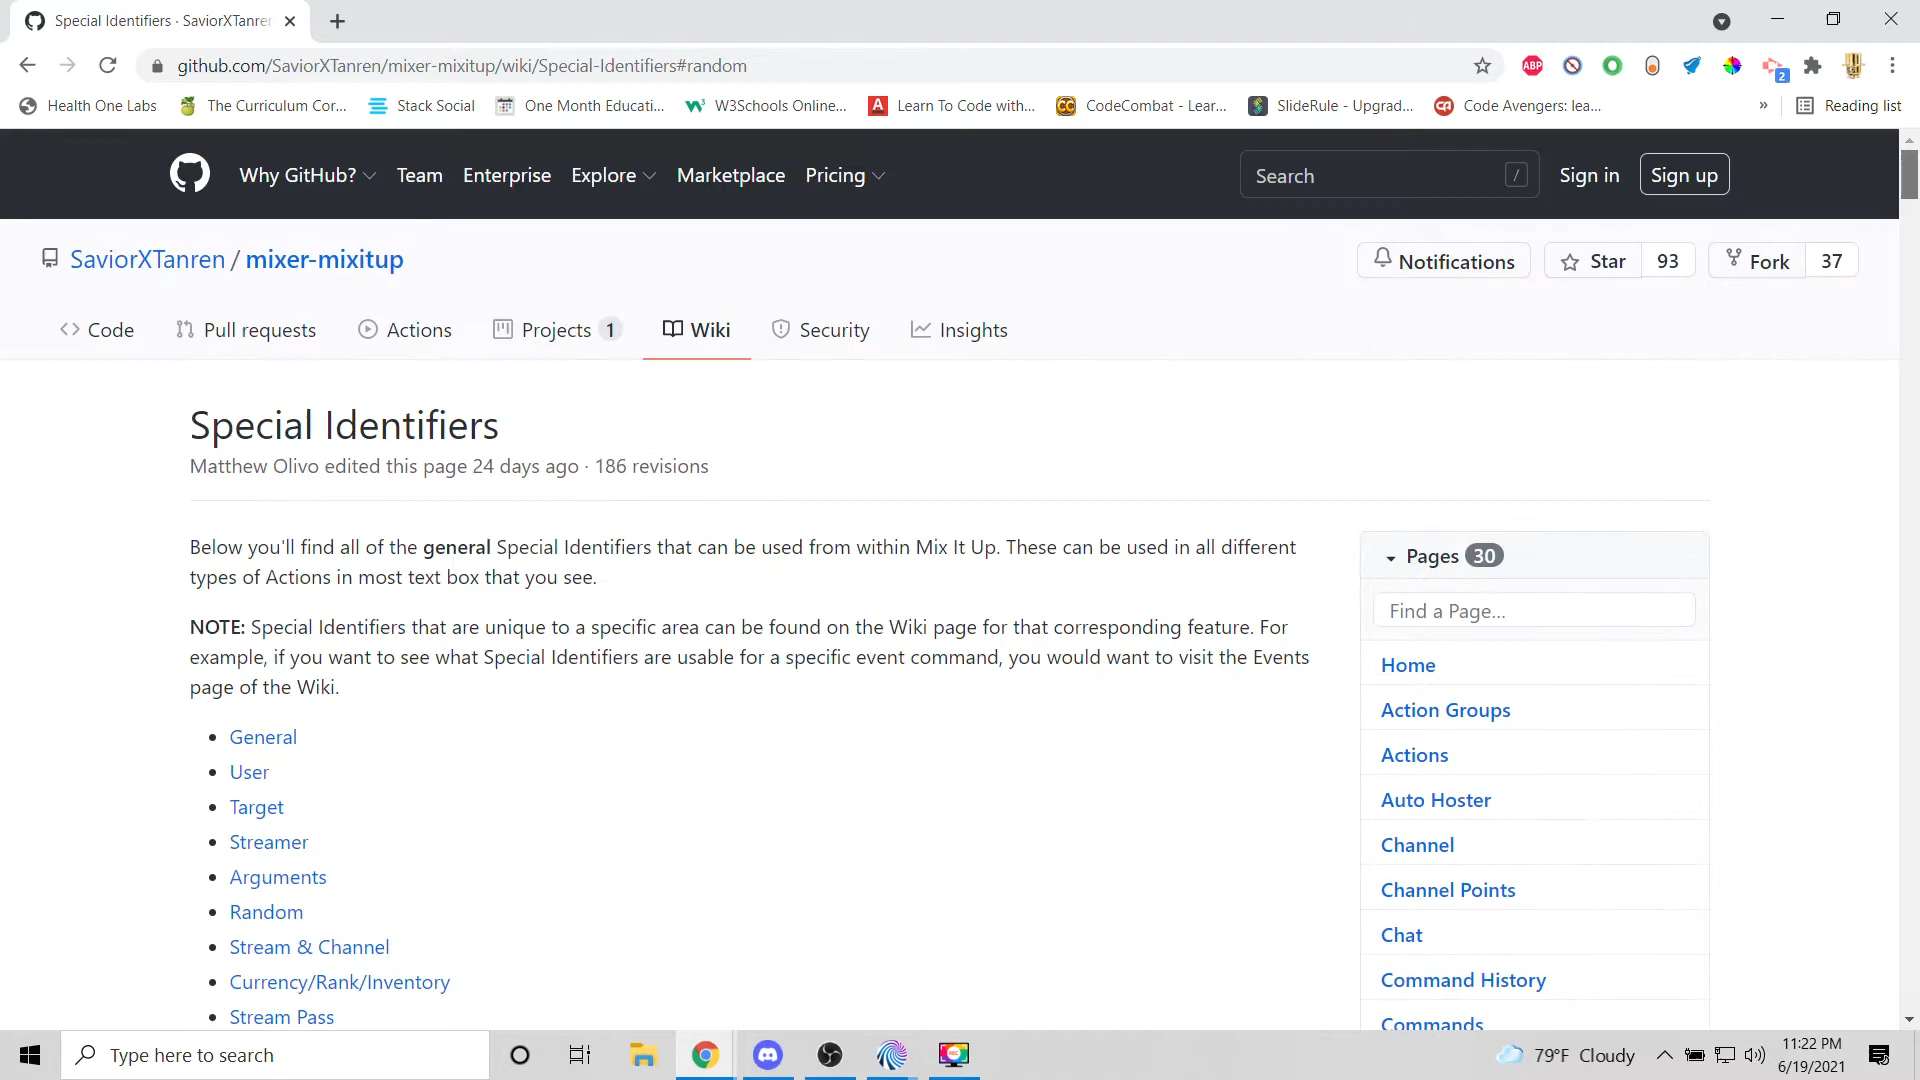 Special Identifiers · SaviorXTanren
github.com/SaviorXTanren/mixer-mixitup/wiki/Special-Identifiers#random
ABP
2
Health One Labs
The Curriculum Cor...
Stack Social
One Month Educati...
W3Schools Online...
Learn To Code with...
CodeCombat - Lear...
SlideRule - Upgrad...
Code Avengers: lea...
»
Reading list
Why GitHub?
Team
Enterprise
Explore
Marketplace
Pricing
Search
/
Sign in
Sign up
SaviorXTanren / mixer-mixitup
Notifications
Star 93
Fork 37
Code
Pull requests
Actions
Projects 1
Wiki
Security
Insights
Special Identifiers
Matthew Olivo edited this page 24 days ago · 186 revisions
Below you'll find all of the general Special Identifiers that can be used from within Mix It Up. These can be used in all different
types of Actions in most text box that you see.
NOTE: Special Identifiers that are unique to a specific area can be found on the Wiki page for that corresponding feature. For
example, if you want to see what Special Identifiers are usable for a specific event command, you would want to visit the Events
page of the Wiki.
• General
• User
• Target
• Streamer
• Arguments
• Random
• Stream & Channel
• Currency/Rank/Inventory
• Stream Pass
Pages 30
Find a Page...
Home
Action Groups
Actions
Auto Hoster
Channel
Channel Points
Chat
Command History
Commands
Type here to search
79°F Cloudy
11:22 PM
6/19/2021